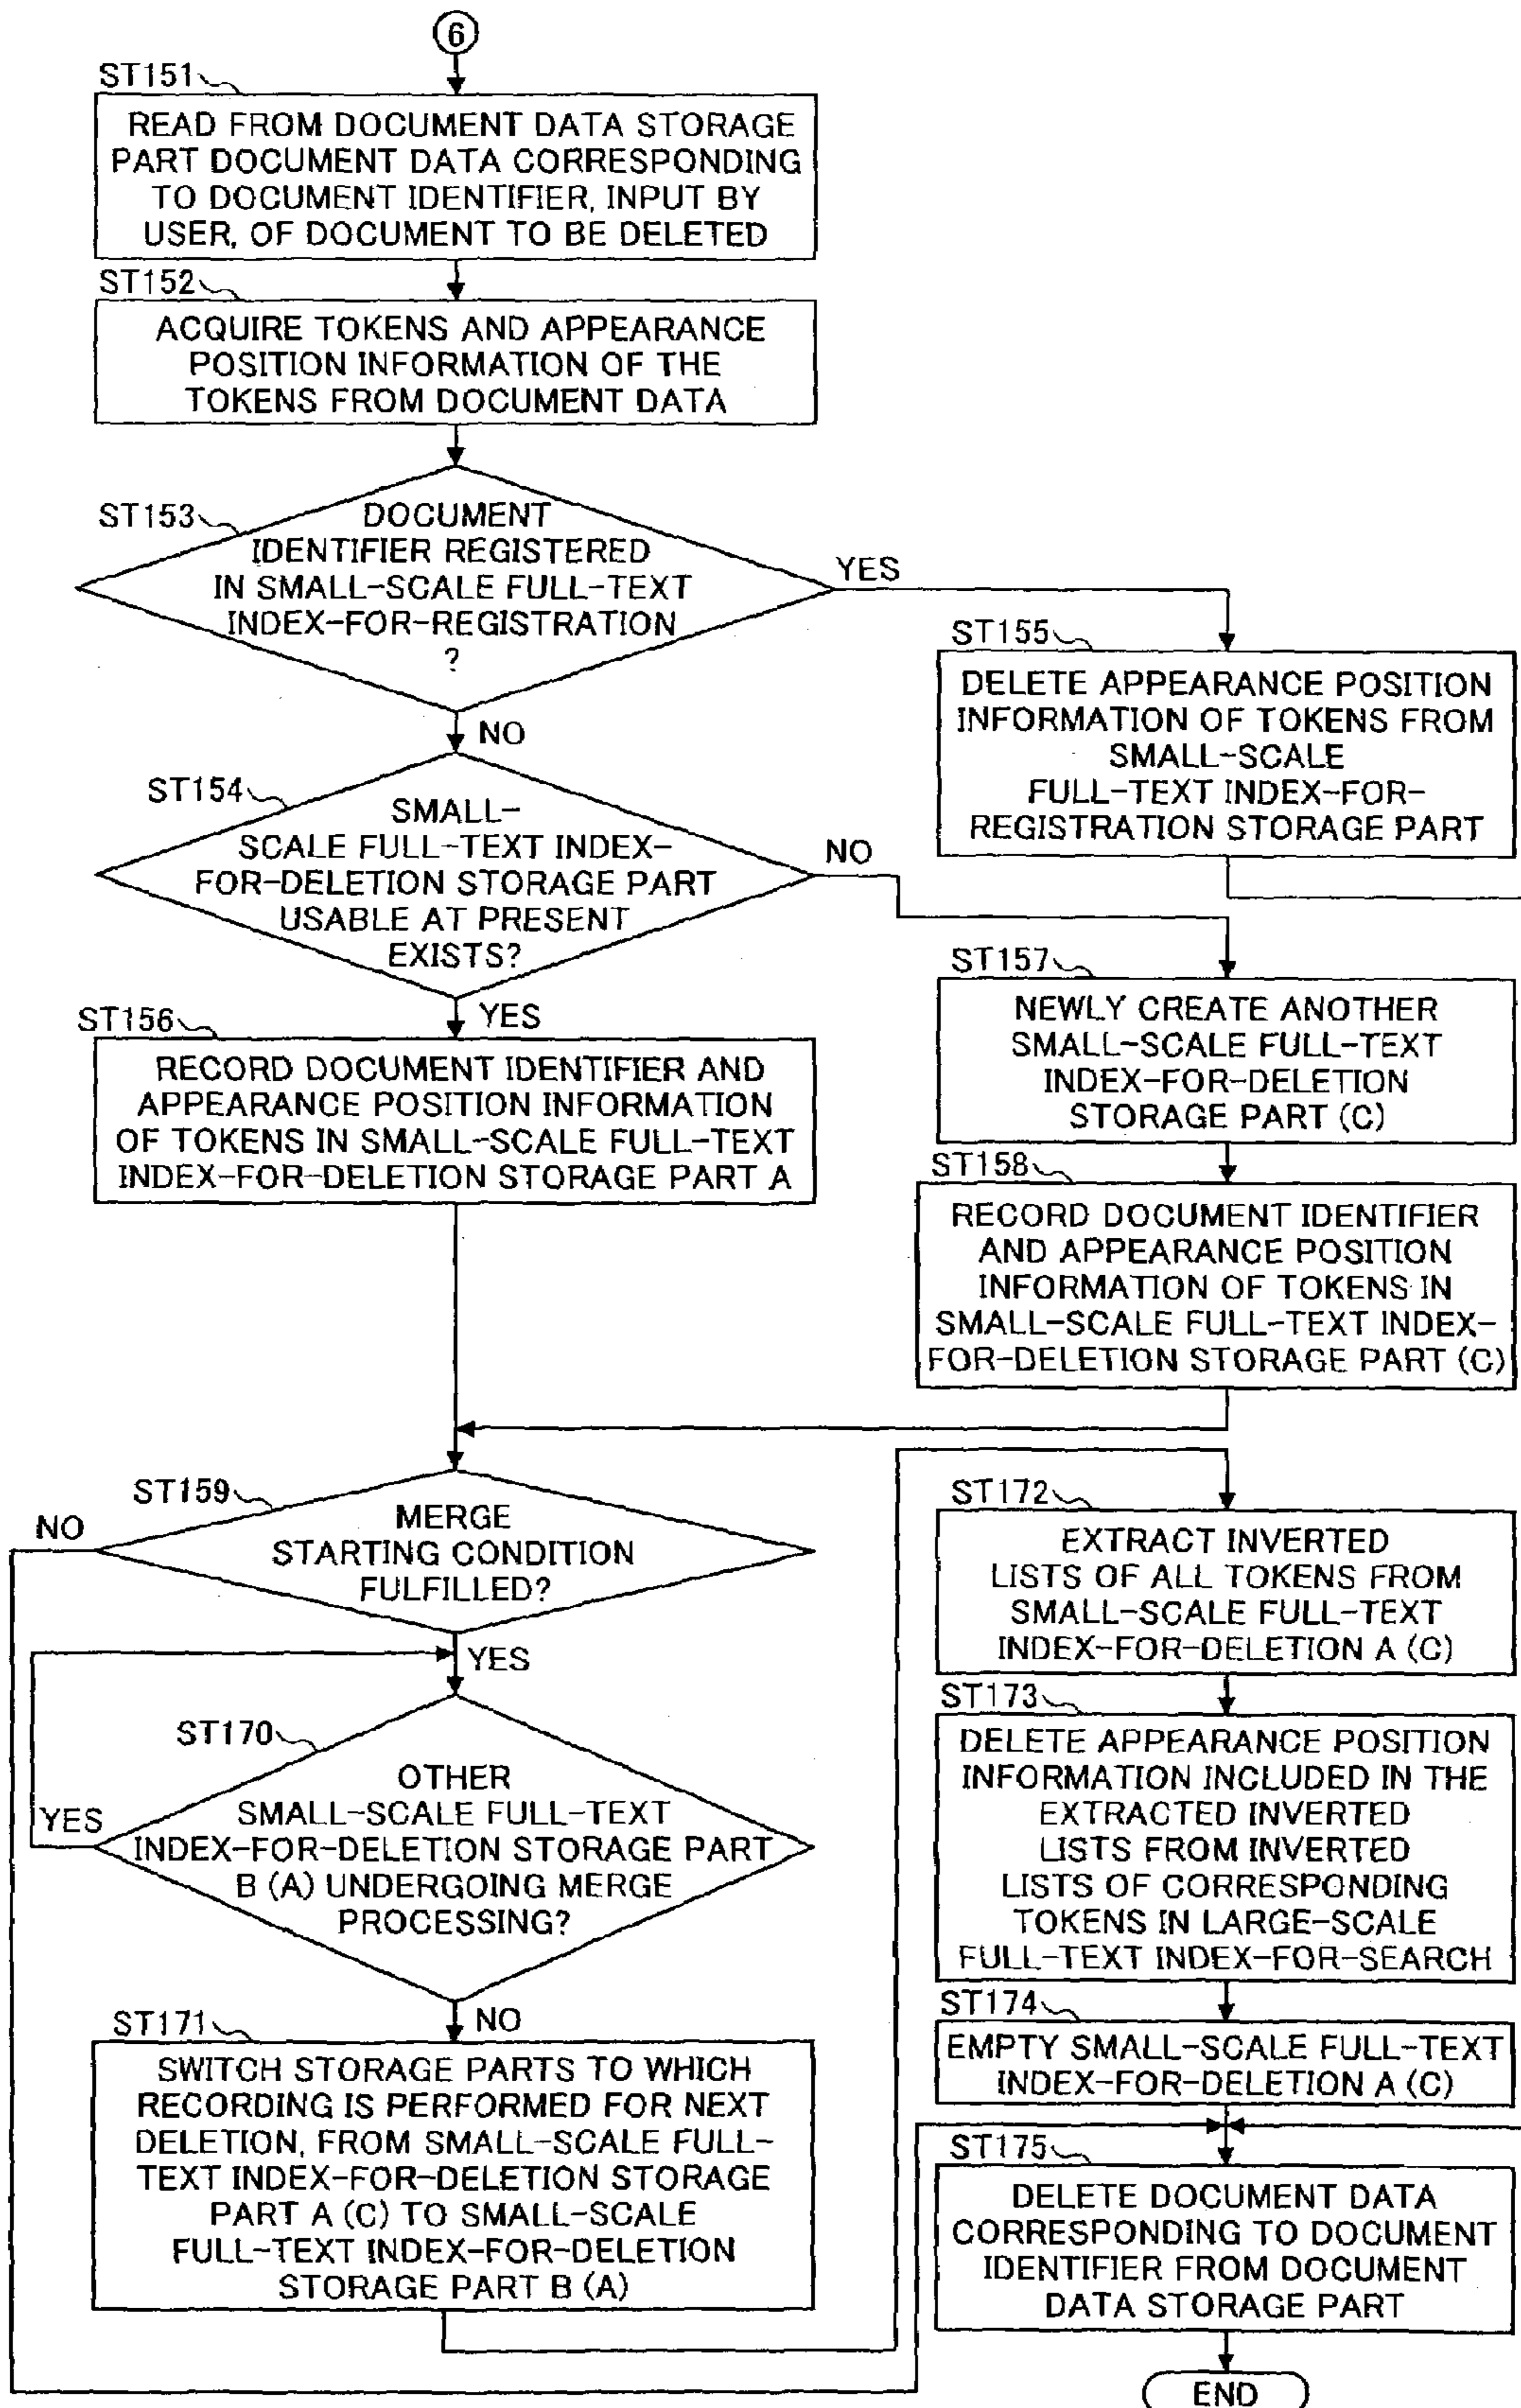 6
ST151
READ FROM DOCUMENT DATA STORAGE
PART DOCUMENT DATA CORRESPONDING
TO DOCUMENT IDENTIFIER, INPUT BY
USER, OF DOCUMENT TO BE DELETED
ST152
ACQUIRE TOKENS AND APPEARANCE
POSITION INFORMATION OF THE
TOKENS FROM DOCUMENT DATA
ST153
DOCUMENT
IDENTIFIER REGISTERED
IN SMALL-SCALE FULL-TEXT
INDEX-FOR-REGISTRATION
?
YES
NO
ST155
DELETE APPEARANCE POSITION
INFORMATION OF TOKENS FROM
SMALL-SCALE
FULL-TEXT INDEX-FOR-
REGISTRATION STORAGE PART
ST154
SMALL-
SCALE FULL-TEXT INDEX-
FOR-DELETION STORAGE PART
USABLE AT PRESENT
EXISTS?
NO
YES
ST156
RECORD DOCUMENT IDENTIFIER AND
APPEARANCE POSITION INFORMATION
OF TOKENS IN SMALL-SCALE FULL-TEXT
INDEX-FOR-DELETION STORAGE PART A
ST157
NEWLY CREATE ANOTHER
SMALL-SCALE FULL-TEXT
INDEX-FOR-DELETION
STORAGE PART (C)
ST158
RECORD DOCUMENT IDENTIFIER
AND APPEARANCE POSITION
INFORMATION OF TOKENS IN
SMALL-SCALE FULL-TEXT INDEX-
FOR-DELETION STORAGE PART (C)
ST159
MERGE
STARTING CONDITION
FULFILLED?
NO
YES
ST170
OTHER
SMALL-SCALE FULL-TEXT
INDEX-FOR-DELETION STORAGE PART
B (A) UNDERGOING MERGE
PROCESSING?
YES
NO
ST171
SWITCH STORAGE PARTS TO WHICH
RECORDING IS PERFORMED FOR NEXT
DELETION, FROM SMALL-SCALE FULL-
TEXT INDEX-FOR-DELETION STORAGE
PART A (C) TO SMALL-SCALE
FULL-TEXT INDEX-FOR-DELETION
STORAGE PART B (A)
ST172
EXTRACT INVERTED
LISTS OF ALL TOKENS FROM
SMALL-SCALE FULL-TEXT
INDEX-FOR-DELETION A (C)
ST173
DELETE APPEARANCE POSITION
INFORMATION INCLUDED IN THE
EXTRACTED INVERTED
LISTS FROM INVERTED
LISTS OF CORRESPONDING
TOKENS IN LARGE-SCALE
FULL-TEXT INDEX-FOR-SEARCH
ST174
EMPTY SMALL-SCALE FULL-TEXT
INDEX-FOR-DELETION A (C)
ST175
DELETE DOCUMENT DATA
CORRESPONDING TO DOCUMENT
IDENTIFIER FROM DOCUMENT
DATA STORAGE PART
END